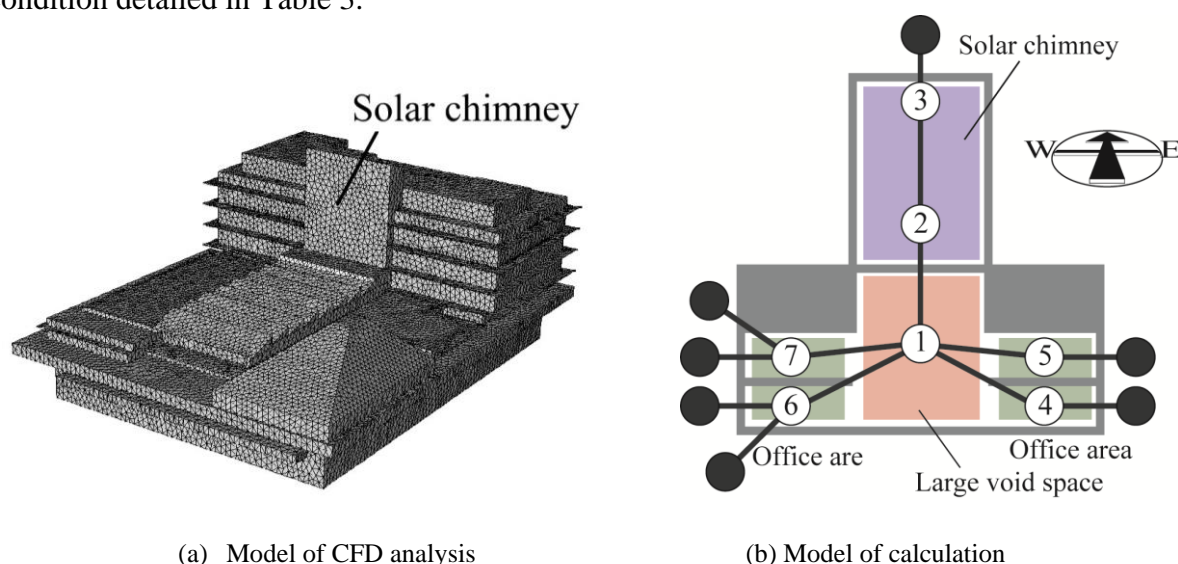 ondition detailed in Table 3.
Solar chimney
Solar chimney
3
W E
2
1
7
5
6
4
Office are
Office area
Large void space
(a) Model of CFD analysis
(b) Model of calculation